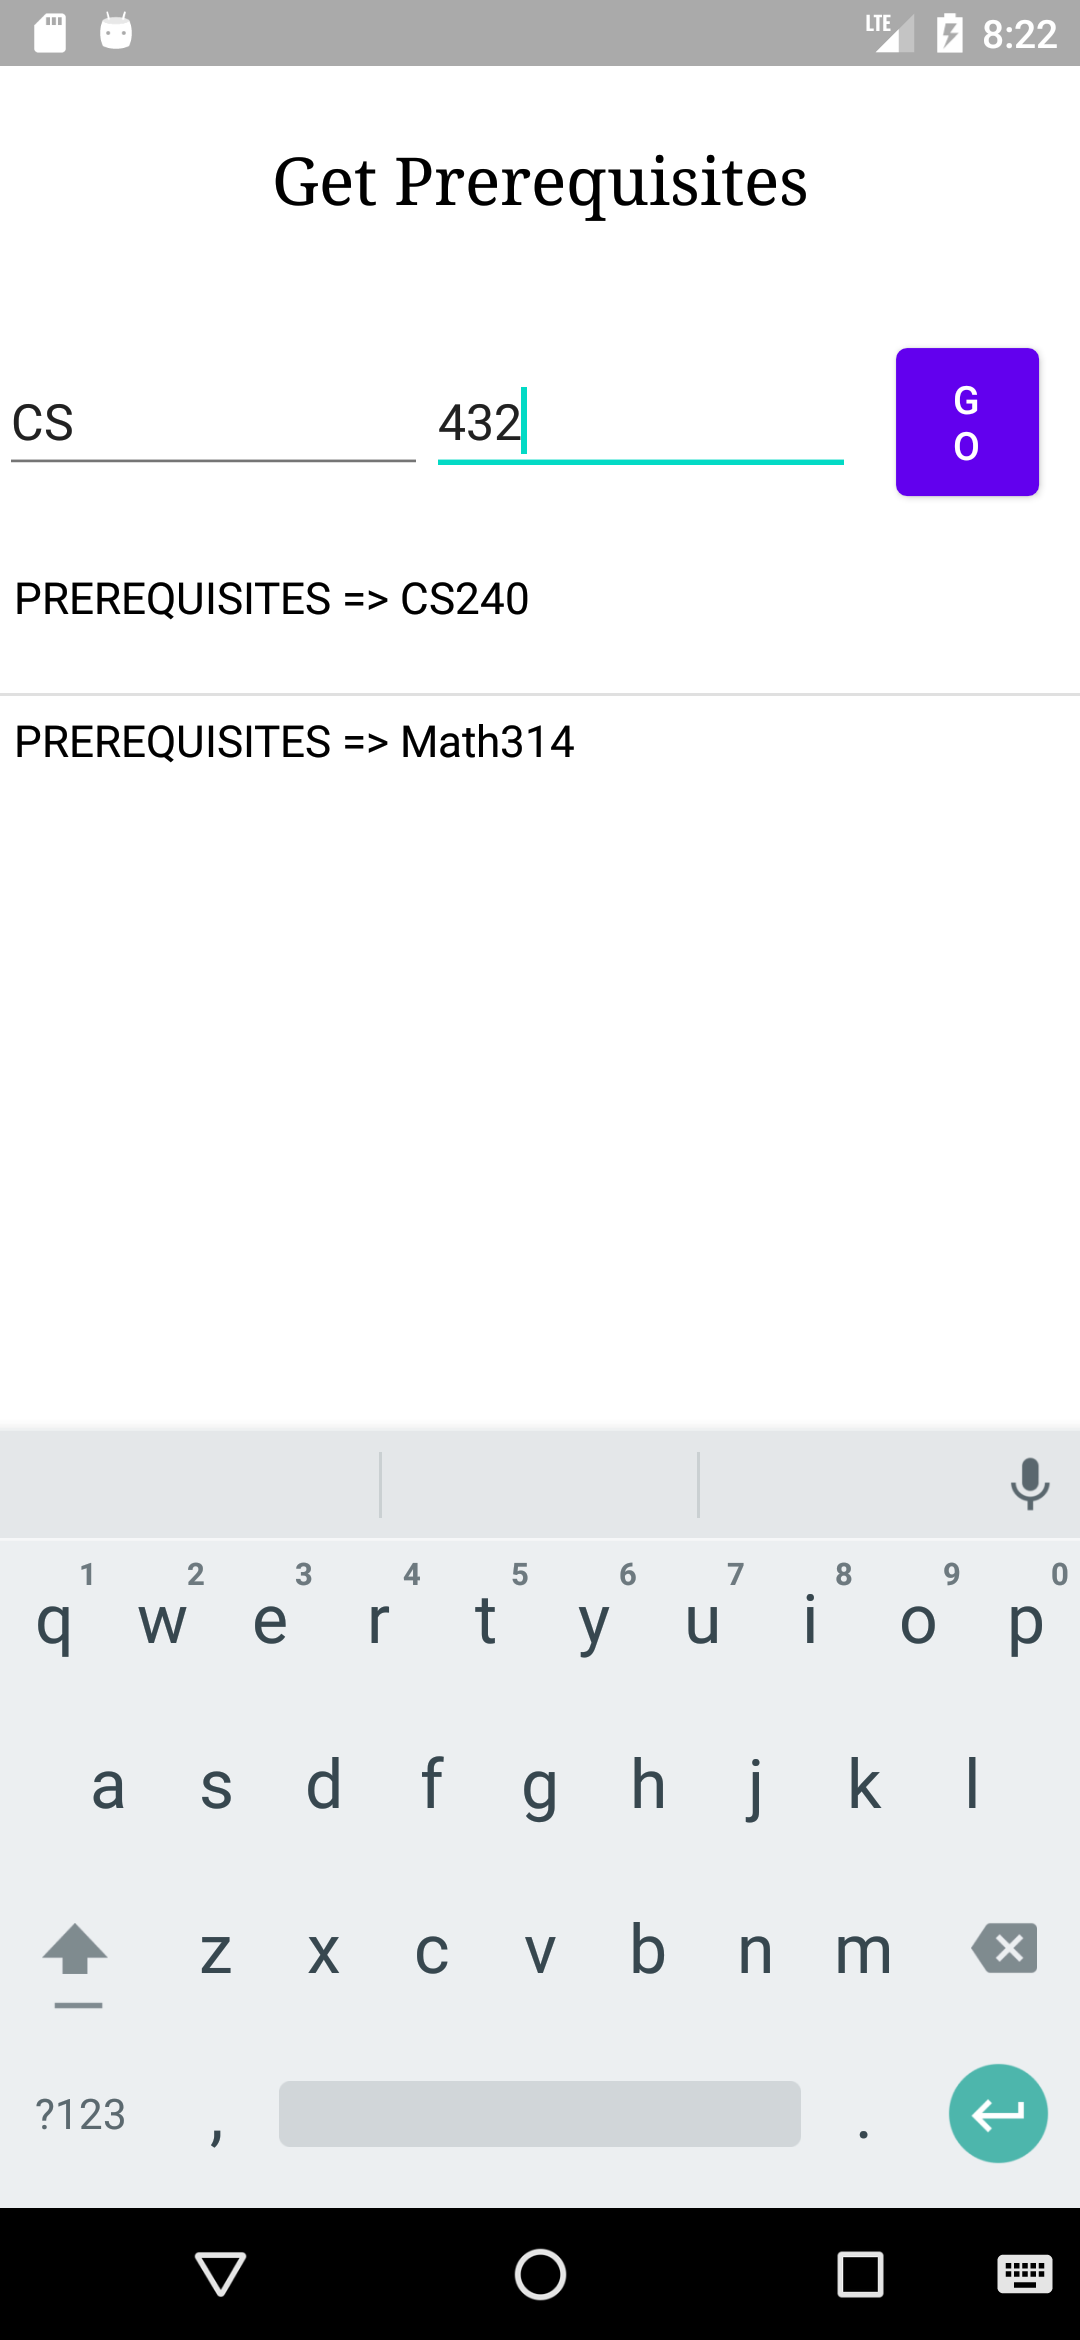 LTE 8:22
Get Prerequisites
CS 432 G
O
PREREQUISITES => CS240
PREREQUISITES => Math314
1 2 3 4 5 6 7 8 9 0
q w e r t y u i o p
a s d f g h j k l
z x c v b n m
?123 , .